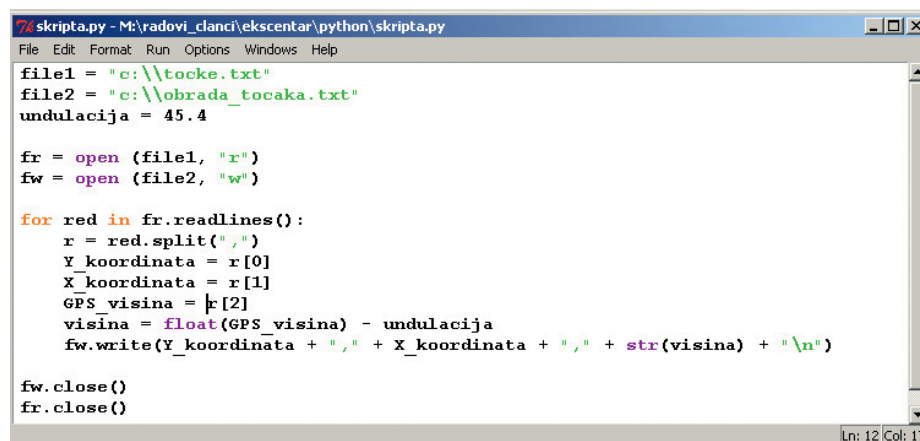 skripta.py - M:\radovi_clanci\ekscentar\python\skripta.py
File Edit Format Run Options Windows Help
file1 = "c:\\tocke.txt"
file2 = "c:\\obrada_tocaka.txt"
undulacija = 45.4

fr = open (file1, "r")
fw = open (file2, "w")

for red in fr.readlines():
    r = red.split(",")
    Y_koordinata = r[0]
    X_koordinata = r[1]
    GPS_visina = r[2]
    visina = float(GPS_visina) - undulacija
    fw.write(Y_koordinata + "," + X_koordinata + "," + str(visina) + "\n")

fw.close()
fr.close()
Ln: 12 Col: 1